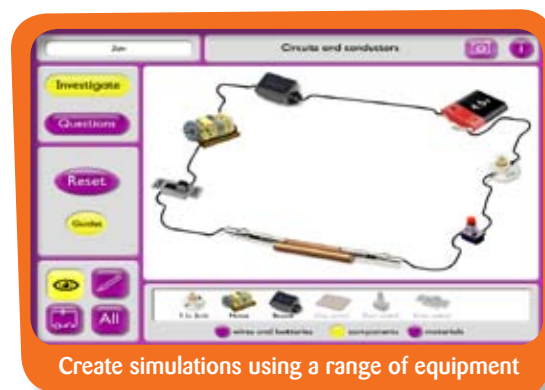 Jim
Circuits and conductors
i
Investigate
Questions
Reset
Guides
All
Motor
wires and batteries
components
materials
Create simulations using a range of equipment